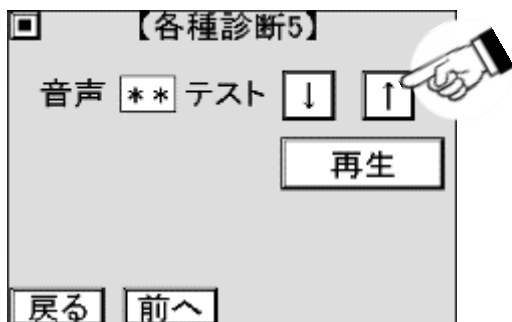 【各種診断5】
音声 ** テスト ↓ ↑
再生
戻る 前へ